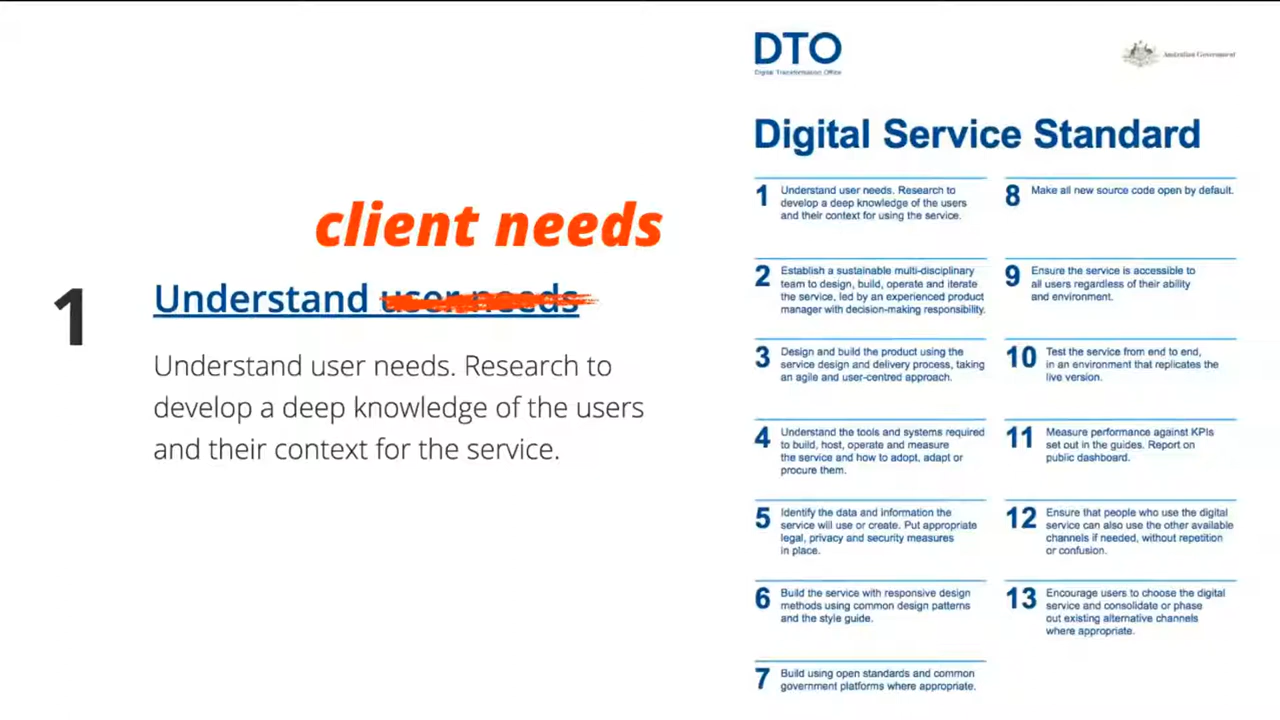 client needs
1
Understand user needs
Understand user needs. Research to
develop a deep knowledge of the users
and their context for the service.
DTO
Digital Transformation Office
Australian Government
Digital Service Standard
1
Understand user needs. Research to
develop a deep knowledge of the users
and their context for using the service.
2
Establish a sustainable multi-disciplinary
team to design, build, operate and iterate
the service, led by an experienced product
manager with decision-making responsibility.
3
Design and build the product using the
service design and delivery process, taking
an agile and user-centred approach.
4
Understand the tools and systems required
to build, host, operate and measure
the service and how to adopt, adapt or
procure them.
5
Identify the data and information the
service will use or create. Put appropriate
legal, privacy and security measures
in place.
6
Build the service with responsive design
methods using common design patterns
and the style guide.
7
Build using open standards and common
government platforms where appropriate.
8
Make all new source code open by default.
9
Ensure the service is accessible to
all users regardless of their ability
and environment.
10
Test the service from end to end,
in an environment that replicates the
live version.
11
Measure performance against KPIs
set out in the guides. Report on
public dashboard.
12
Ensure that people who use the digital
service can also use the other available
channels if needed, without repetition
or confusion.
13
Encourage users to choose the digital
service and consolidate or phase
out existing alternative channels
where appropriate.